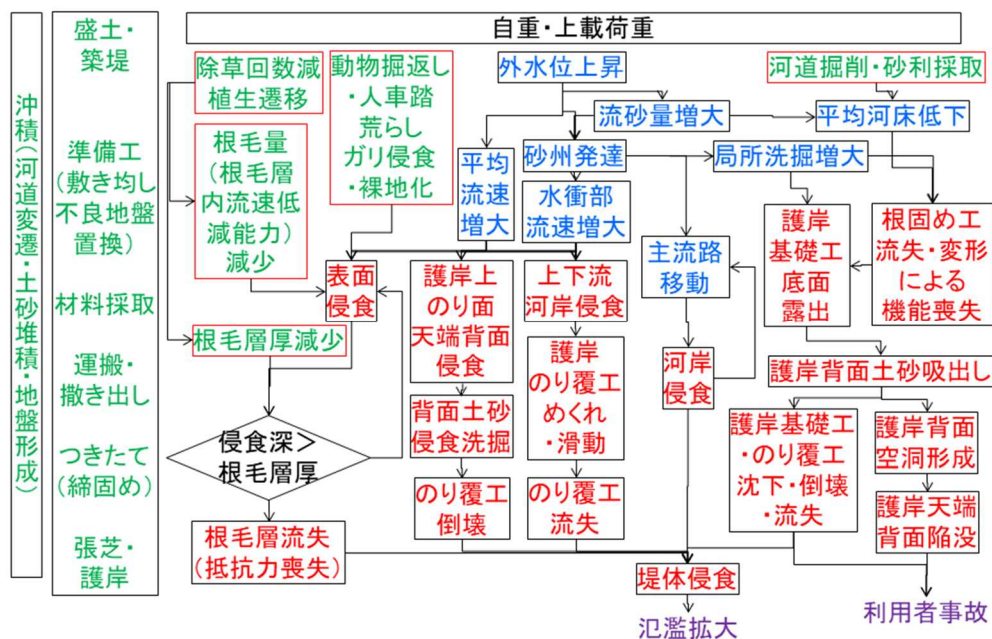 沖積(河道変遷・土砂堆積・地盤形成)
盛土・
築堤
準備工
(敷き均し
不良地盤
置換)
材料採取
運搬・
撒き出し
つきたて
(締固め)
張芝・
護岸
自重・上載荷重
除草回数減
植生遷移
動物掘返し
・人車踏
荒らし
ガリ侵食
・裸地化
外水位上昇
河道掘削・砂利採取
流砂量増大
平均河床低下
根毛量
(根毛層
内流速低
減能力)
減少
平均
流速
増大
砂州発達
局所洗掘増大
水衝部
流速増大
護岸
基礎工
底面
露出
根固め工
流失・変形
による
機能喪失
表面
侵食
護岸上
のり面
天端背面
侵食
上下流
河岸侵食
主流路
移動
根毛層厚減少
護岸
のり覆工
めくれ
・滑動
河岸
侵食
護岸背面土砂吸出し
侵食深>
根毛層厚
背面土砂
侵食洗掘
護岸基礎工
・のり覆工
沈下・倒壊
・流失
護岸背面
空洞形成
のり覆工
倒壊
のり覆工
流失
護岸天端
背面陥没
根毛層流失
(抵抗力喪失)
堤体侵食
氾濫拡大
利用者事故